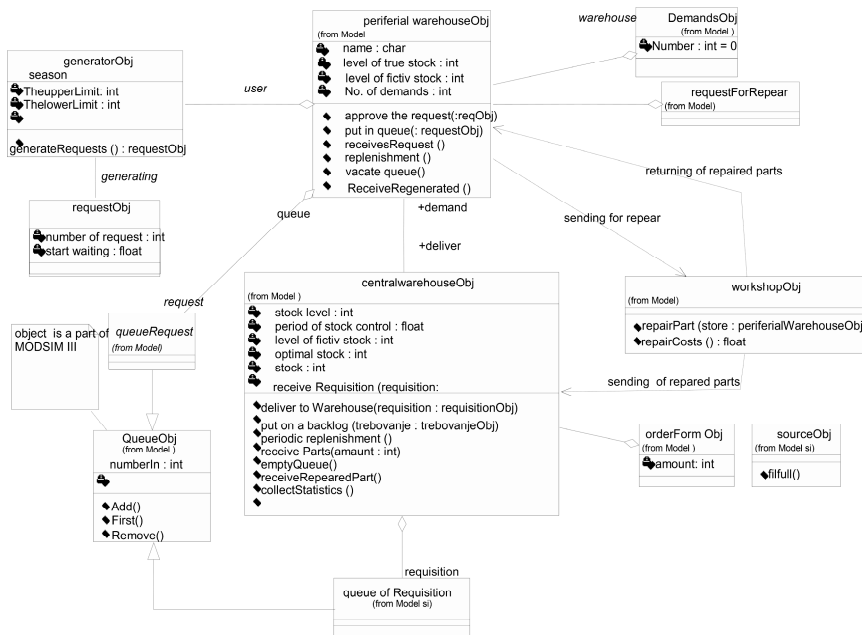 periferial warehouseObj
(from Model)
name : char
level of true stock : int
level of fictiv stock : int
No. of demands : int
approve the request(:reqObj)
put in queue(: requestObj)
receivesRequest ()
replenishment ()
vacate queue()
ReceiveRegenerated ()
warehouse
DemandsObj
(from Model )
Number : int = 0
generatorObj
season
TheupperLimit: int
ThelowerLimit : int
generateRequests () : requestObj
user
requestForRepear
(from Model)
generating
requestObj
number of request : int
start waiting : float
queue
+demand
+deliver
returning of repaired parts
sending for repear
centralwarehouseObj
(from Model )
stock level : int
period of stock control : float
level of fictiv stock : int
optimal stock : int
stock : int
receive Requisition (requisition:
deliver to Warehouse(requisition : requisitionObj)
put on a backlog (trebovanje : trebovanjeObj)
periodic replenishment ()
receive Parts(amount : int)
emptyQueue()
receiveRepearedPart()
collectStatistics ()
workshopObj
(from Model)
repairPart (store : periferialWarehouseObj
repairCosts () : float
request
queueRequest
(from Model)
object is a part of
MODSIM III
sending of repared parts
QueueObj
(from Model )
numberIn : int
Add()
First()
Remove()
orderForm Obj
(from Model )
amount: int
sourceObj
(from Model si)
filfull()
requisition
queue of Requisition
(from Model si)